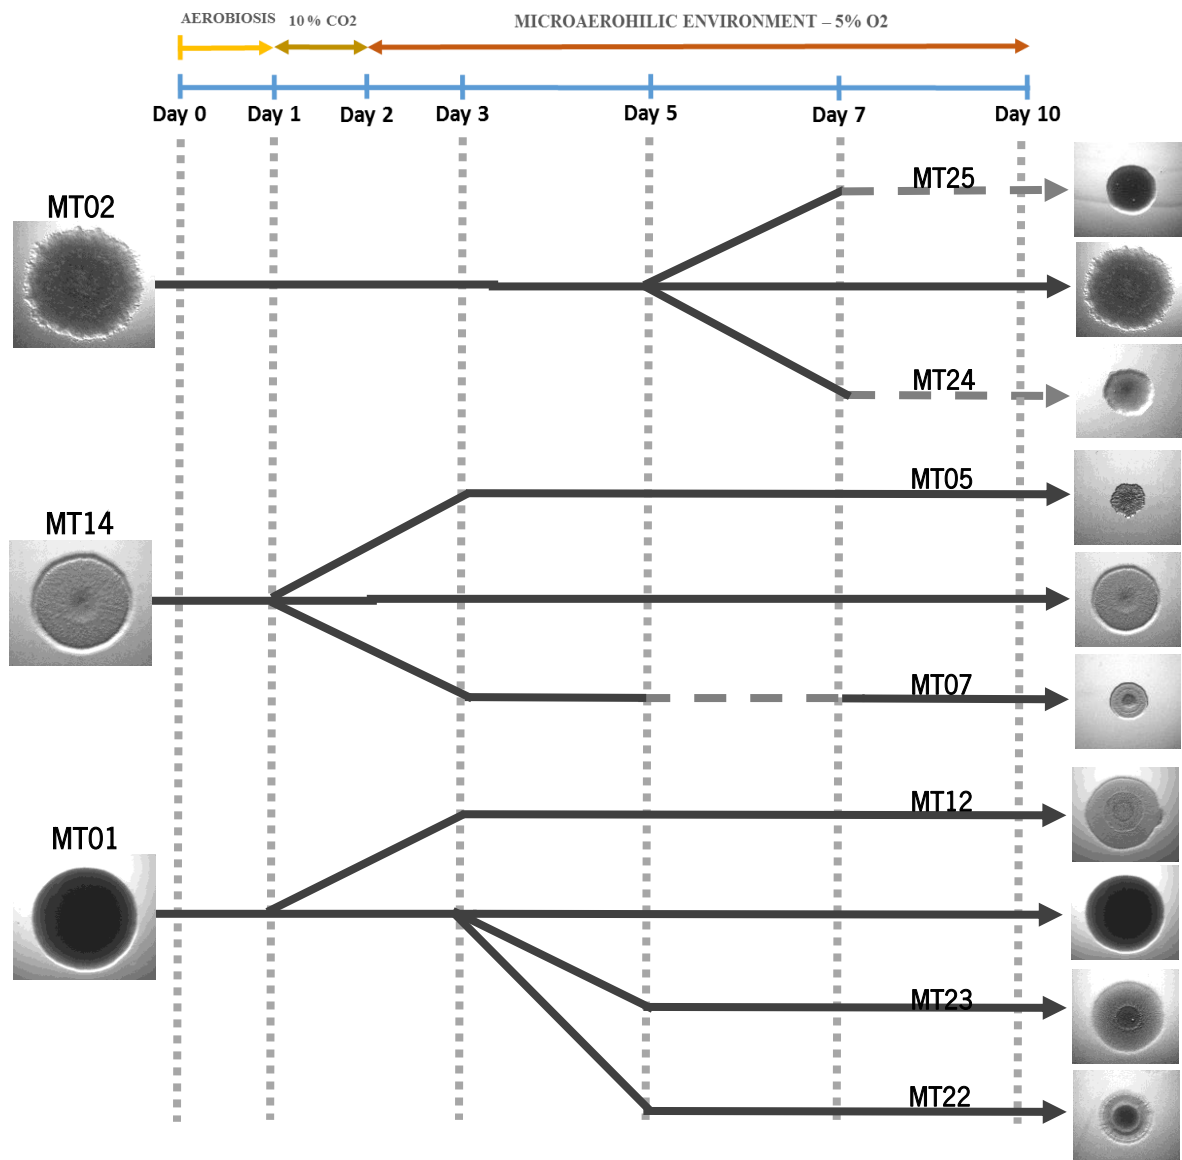 AEROBIOSIS 10 % CO2 MICROAEROHILIC ENVIRONMENT – 5% O2
Day 0 Day 1 Day 2 Day 3 Day 5 Day 7 Day 10
MT25
MT02
MT24
MT05
MT14
MT07
MT12
MT01
MT23
MT22